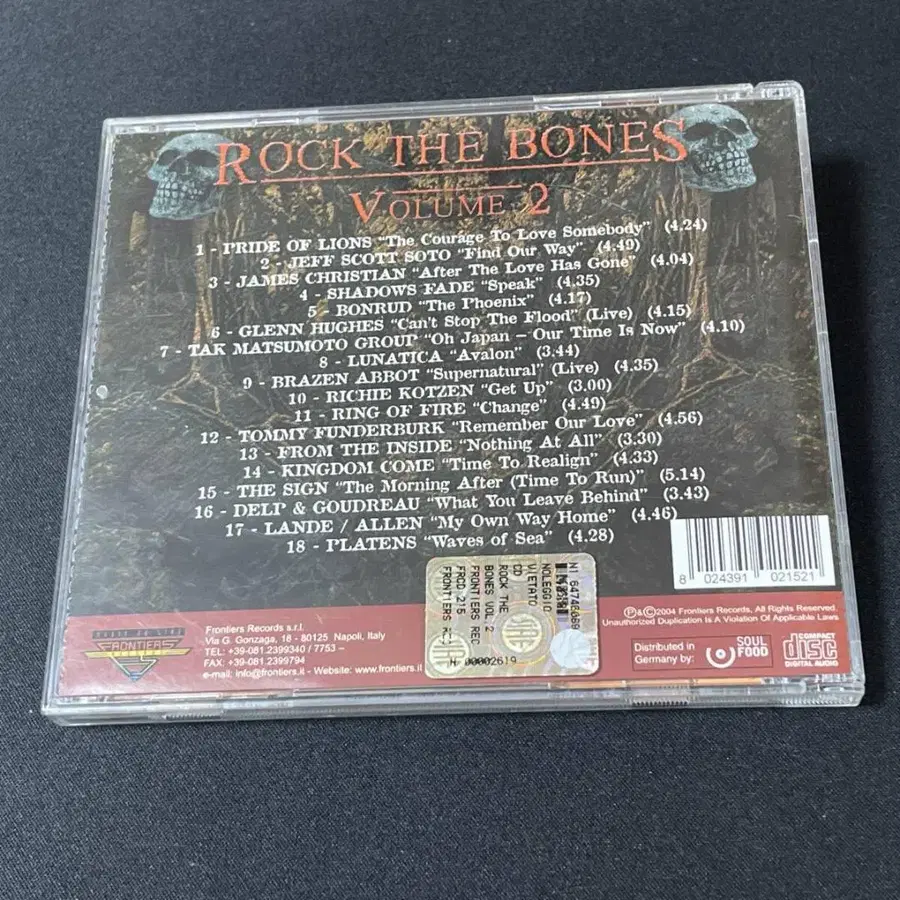 ROCK THE BONES
VOLUME 2
1 - PRIDE OF LIONS "The Courage To Love Somebody" (4.24)
2 - JEFF SCOTT SOTO "Find Our Way" (4.49)
3 - JAMES CHRISTIAN "After The Love Has Gone" (4.04)
4 - SHADOWS FADE "Speak" (4.35)
5 - BONRUD "The Phoenix" (4.17)
6 - GLENN HUGHES "Can't Stop The Flood" (Live) (4.15)
7 - TAK MATSUMOTO GROUP "Oh Japan – Our Time Is Now" (4.10)
8 - LUNATICA "Avalon" (3.44)
9 - BRAZEN ABBOT "Supernatural" (Live) (4.35)
10 - RICHIE KOTZEN "Get Up" (3.00)
11 - RING OF FIRE "Change" (4.49)
12 - TOMMY FUNDERBURK "Remember Our Love" (4.56)
13 - FROM THE INSIDE "Nothing At All" (3.30)
14 - KINGDOM COME "Time To Realign" (4.33)
15 - THE SIGN "The Morning After (Time To Run)" (5.14)
16 - DELP & GOUDREAU "What You Leave Behind" (3.43)
17 - LANDE / ALLEN "My Own Way Home" (4.46)
18 - PLATENS "Waves of Sea" (4.28)
8 024391 021521
NOLEGGIO
VIETATO
CD
ROCK THE
BONES VOL.2
FRONTIERS REC
FRCD 215
FRONTIERS
N 00002619
FRONTIERS
Frontiers Records s.r.l.
Via G. Gonzaga, 18 - 80125 Napoli, Italy
TEL: +39-081.2399340 / 7753 –
FAX: +39-081.2399794
e-mail: info@frontiers.it - Website: www.frontiers.it
℗&©2004 Frontiers Records, All Rights Reserved.
Unauthorized Duplication Is A Violation Of Applicable Laws
Distributed in
Germany by:
SOUL
FOOD
COMPACT
disc
DIGITAL AUDIO